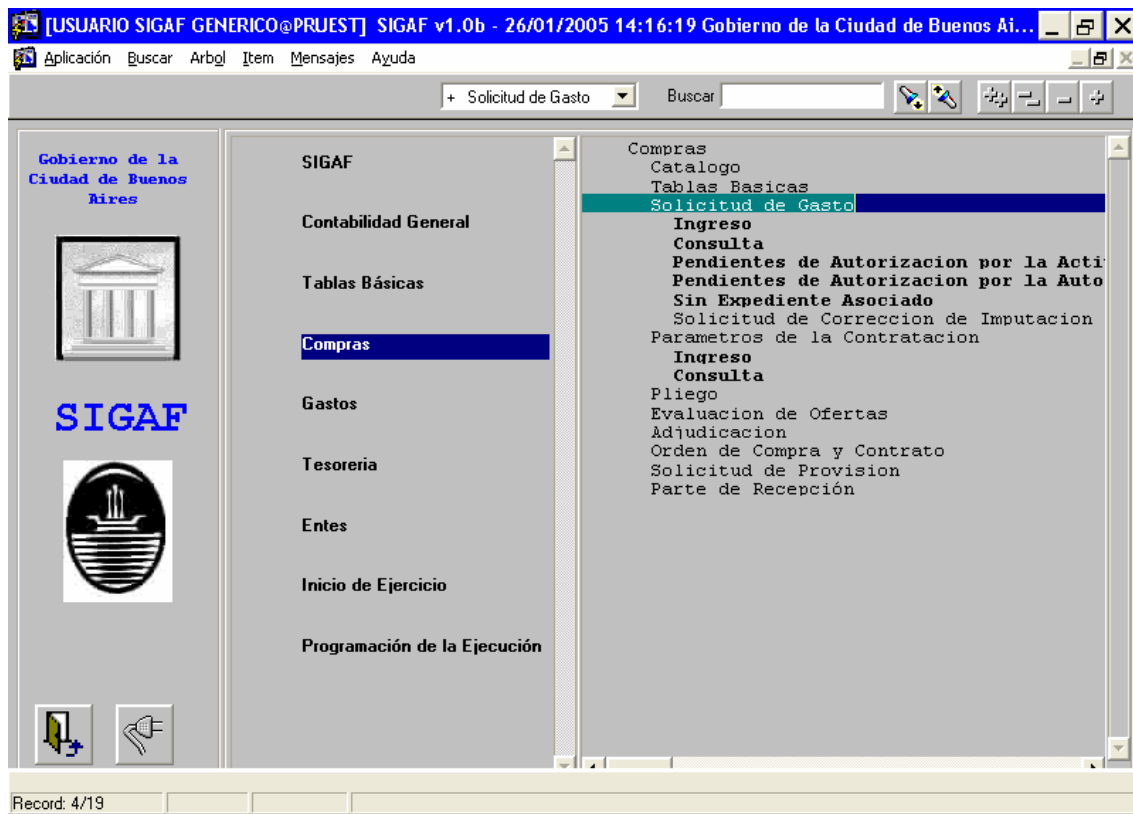 [USUARIO SIGAF GENERICO@PRUEST] SIGAF v1.0b - 26/01/2005 14:16:19 Gobierno de la Ciudad de Buenos Ai...
Aplicación Buscar Arbol Item Mensajes Ayuda
+ Solicitud de Gasto Buscar
Gobierno de la
Ciudad de Buenos
Aires
SIGAF
SIGAF
Contabilidad General
Tablas Básicas
Compras
Gastos
Tesoreria
Entes
Inicio de Ejercicio
Programación de la Ejecución
Compras
Catalogo
Tablas Basicas
Solicitud de Gasto
Ingreso
Consulta
Pendientes de Autorizacion por la Acti
Pendientes de Autorizacion por la Auto
Sin Expediente Asociado
Solicitud de Correccion de Imputacion
Parametros de la Contratacion
Ingreso
Consulta
Pliego
Evaluacion de Ofertas
Adjudicacion
Orden de Compra y Contrato
Solicitud de Provision
Parte de Recepción
Record: 4/19